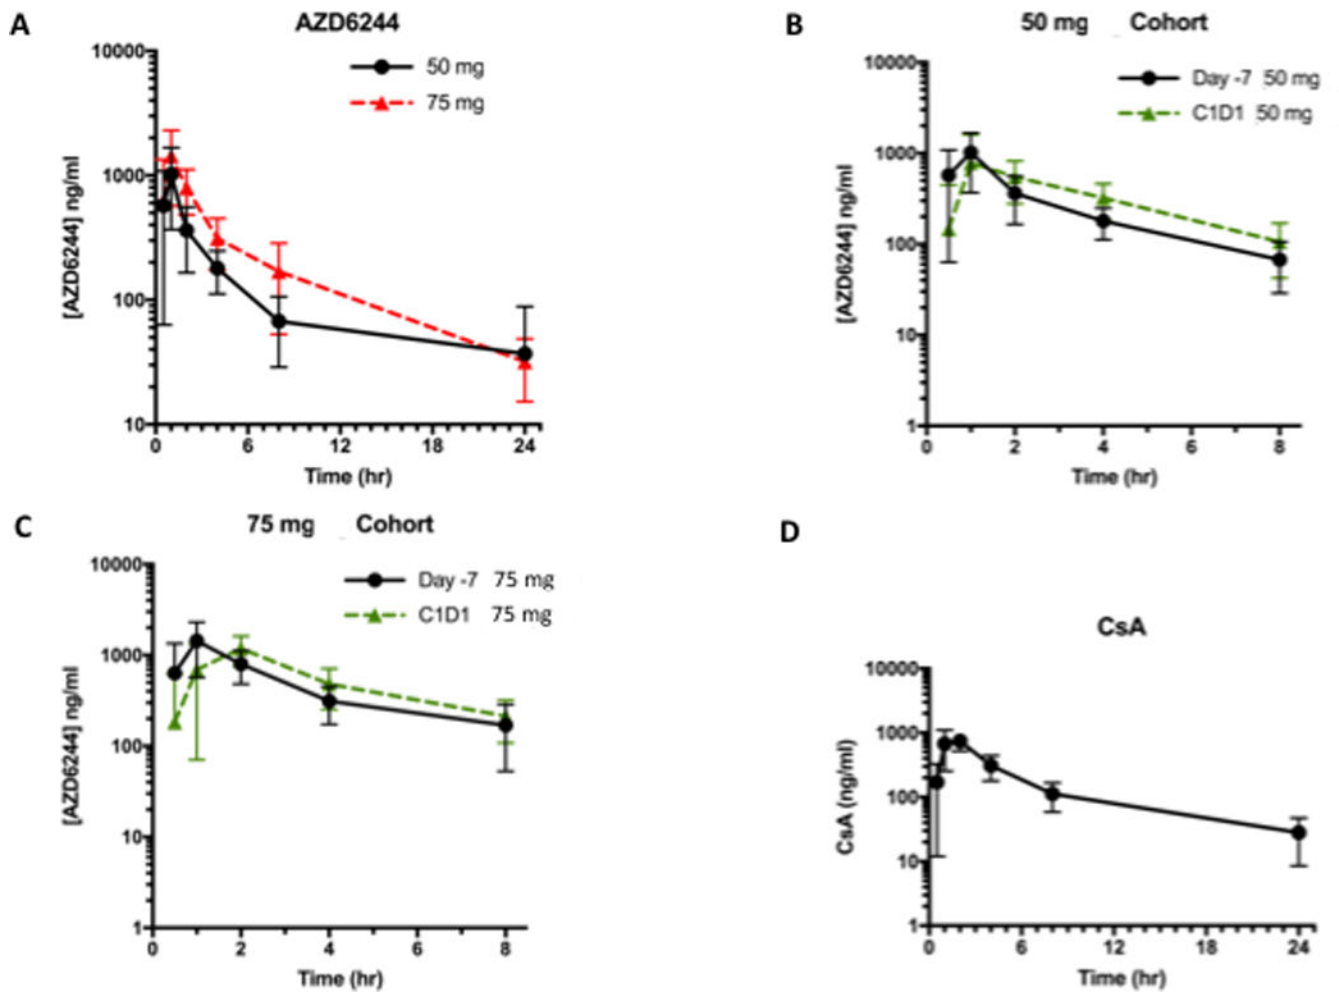 A
AZD6244
50 mg
75 mg
[AZD6244] ng/ml
10000
1000
100
10
0 6 12 18 24
Time (hr)
B
50 mg Cohort
Day -7 50 mg
C1D1 50 mg
[AZD6244] ng/ml
10000
1000
100
10
1
0 2 4 6 8
Time (hr)
C
75 mg Cohort
Day -7 75 mg
C1D1 75 mg
[AZD6244] ng/ml
10000
1000
100
10
1
0 2 4 6 8
Time (hr)
D
CsA
CsA (ng/ml)
10000
1000
100
10
1
0 6 12 18 24
Time (hr)